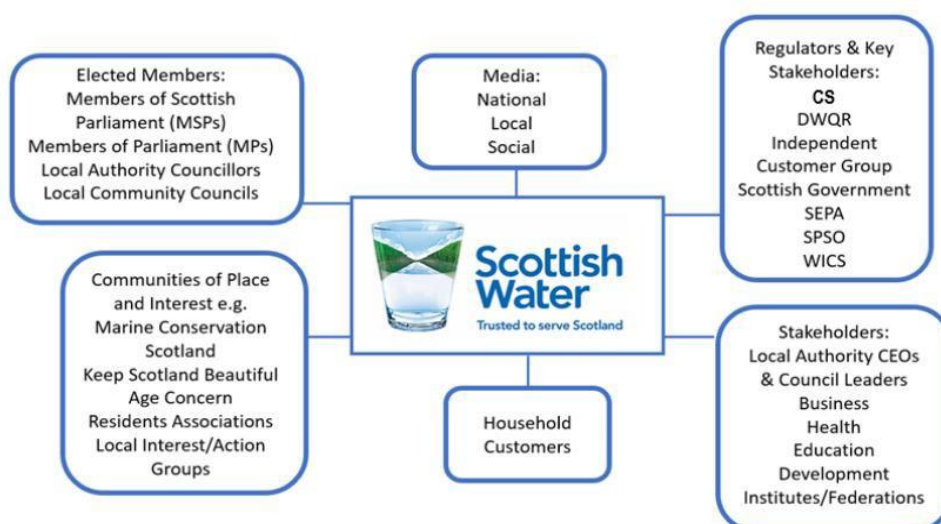 Elected Members:
Members of Scottish
Parliament (MSPs)
Members of Parliament (MPs)
Local Authority Councillors
Local Community Councils
Media:
National
Local
Social
Regulators & Key
Stakeholders:
CS
DWQR
Independent
Customer Group
Scottish Government
SEPA
SPSO
WICS
Scottish
Water
Trusted to serve Scotland
Communities of Place
and Interest e.g.
Marine Conservation
Scotland
Keep Scotland Beautiful
Age Concern
Residents Associations
Local Interest/Action
Groups
Household
Customers
Stakeholders:
Local Authority CEOs
& Council Leaders
Business
Health
Education
Development
Institutes/Federations